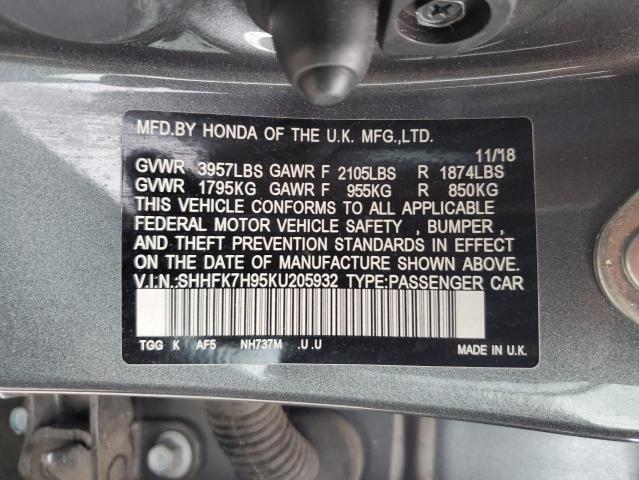 MFD.BY HONDA OF THE U.K. MFG.,LTD.
11/18
GVWR 3957LBS GAWR F 2105LBS R 1874LBS
GVWR 1795KG GAWR F 955KG R 850KG
THIS VEHICLE CONFORMS TO ALL APPLICABLE
FEDERAL MOTOR VEHICLE SAFETY , BUMPER ,
AND THEFT PREVENTION STANDARDS IN EFFECT
ON THE DATE OF MANUFACTURE SHOWN ABOVE.
V.I.N.:SHHFK7H95KU205932 TYPE:PASSENGER CAR
TGG K AF5 NH737M .U.U MADE IN U.K.